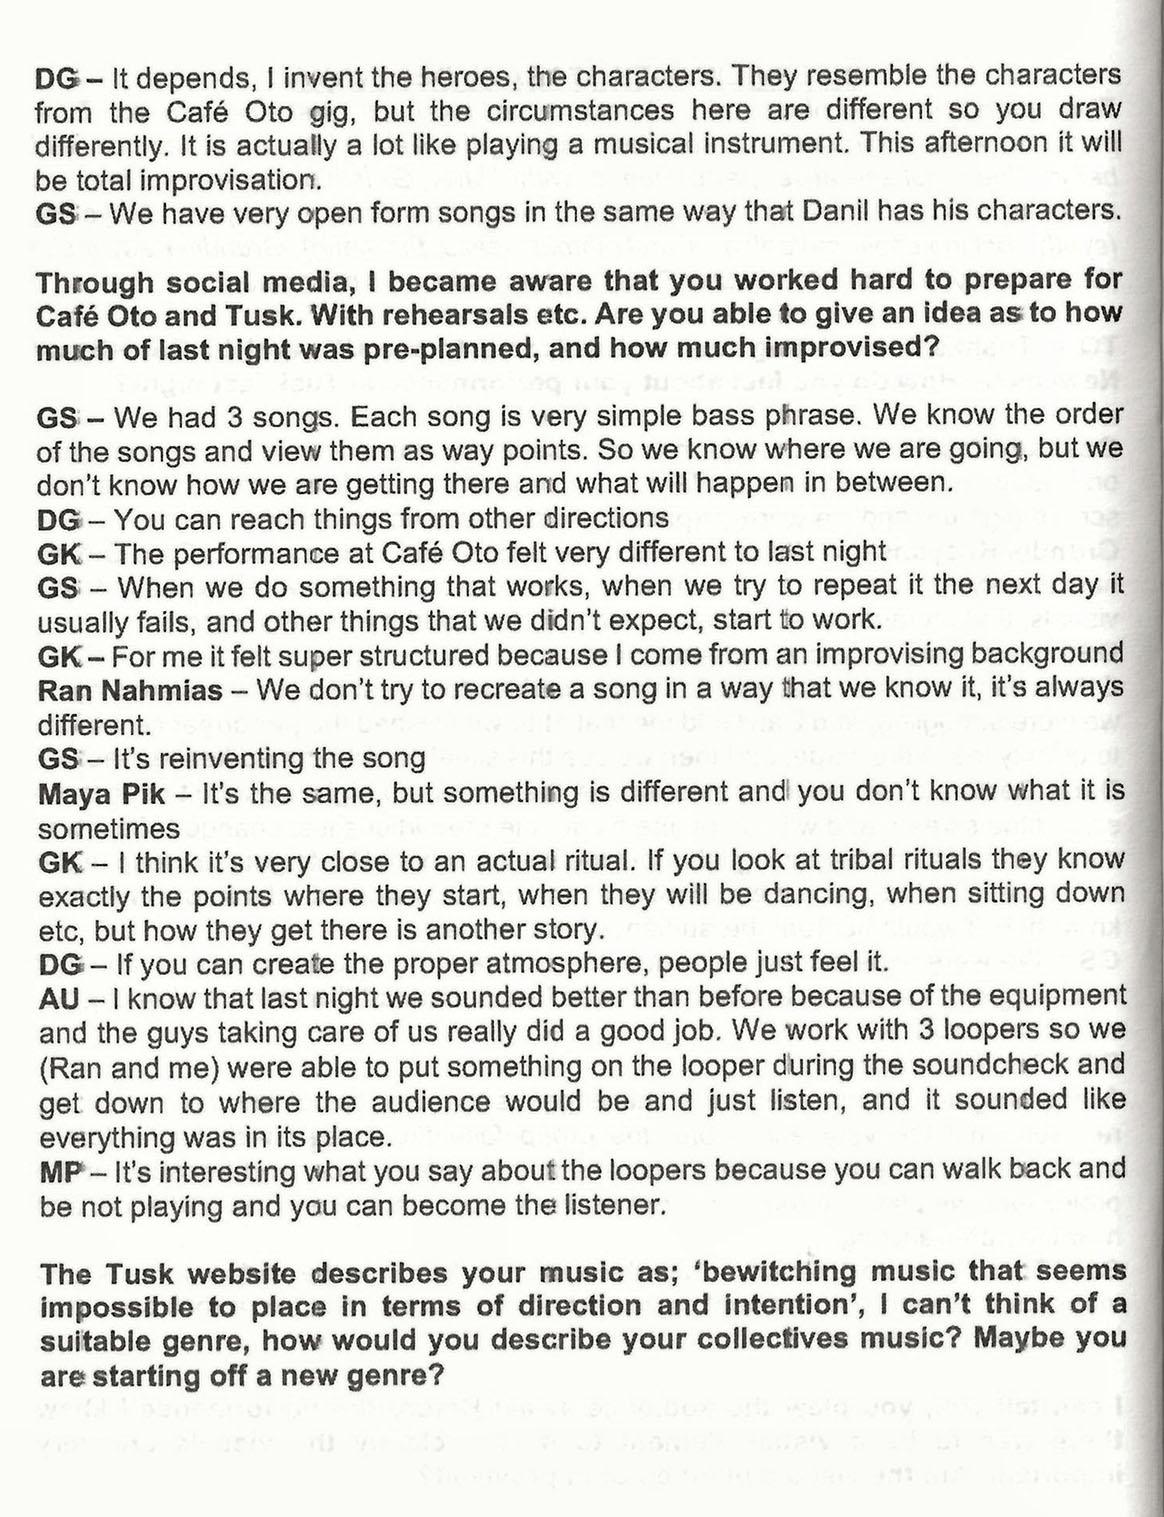 DG – It depends, I invent the heroes, the characters. They resemble the characters
from the Café Oto gig, but the circumstances here are different so you draw
differently. It is actually a lot like playing a musical instrument. This afternoon it will
be total improvisation.
GS – We have very open form songs in the same way that Danil has his characters.
Through social media, I became aware that you worked hard to prepare for
Café Oto and Tusk. With rehearsals etc. Are you able to give an idea as to how
much of last night was pre-planned, and how much improvised?
GS – We had 3 songs. Each song is very simple bass phrase. We know the order
of the songs and view them as way points. So we know where we are going, but we
don't know how we are getting there and what will happen in between.
DG – You can reach things from other directions
GK – The performance at Café Oto felt very different to last night
GS – When we do something that works, when we try to repeat it the next day it
usually fails, and other things that we didn't expect, start to work.
GK – For me it felt super structured because I come from an improvising background
Ran Nahmias – We don't try to recreate a song in a way that we know it, it's always
different.
GS – It's reinventing the song
Maya Pik – It's the same, but something is different and you don't know what it is
sometimes
GK – I think it's very close to an actual ritual. If you look at tribal rituals they know
exactly the points where they start, when they will be dancing, when sitting down
etc, but how they get there is another story.
DG – If you can create the proper atmosphere, people just feel it.
AU – I know that last night we sounded better than before because of the equipment
and the guys taking care of us really did a good job. We work with 3 loopers so we
(Ran and me) were able to put something on the looper during the soundcheck and
get down to where the audience would be and just listen, and it sounded like
everything was in its place.
MP – It's interesting what you say about the loopers because you can walk back and
be not playing and you can become the listener.
The Tusk website describes your music as; 'bewitching music that seems
impossible to place in terms of direction and intention', I can't think of a
suitable genre, how would you describe your collectives music? Maybe you
are starting off a new genre?